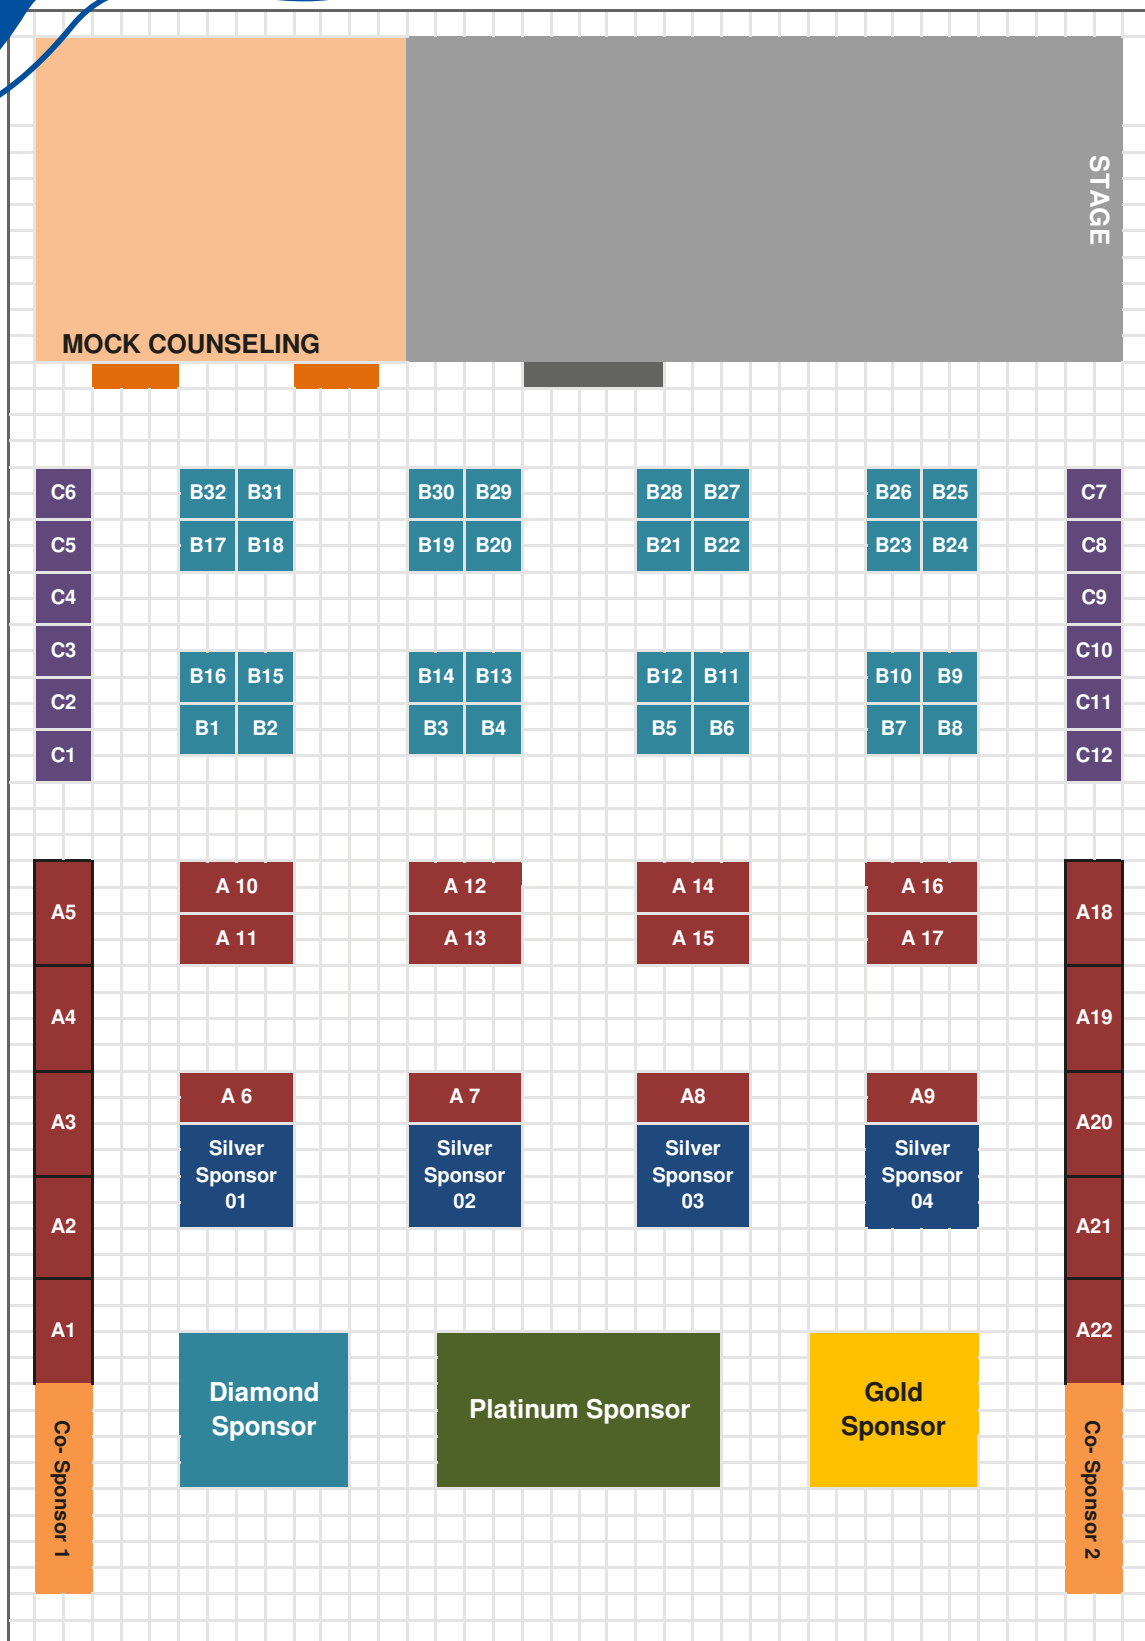 STAGE
MOCK COUNSELING
C6 B32 B31 B30 B29 B28 B27 B26 B25 C7
C5 B17 B18 B19 B20 B21 B22 B23 B24 C8
C4 C9
C3 C10
B16 B15 B14 B13 B12 B11 B10 B9
C2 C11
B1 B2 B3 B4 B5 B6 B7 B8
C1 C12
A 10 A 12 A 14 A 16
A5 A18
A 11 A 13 A 15 A 17
A4 A19
A 6 A 7 A8 A9
A3 A20
Silver Silver Silver Silver
Sponsor Sponsor Sponsor Sponsor
01 02 03 04
A2 A21
A1 A22
Diamond
Sponsor
Platinum Sponsor
Gold
Sponsor
Co- Sponsor 1
Co- Sponsor 2